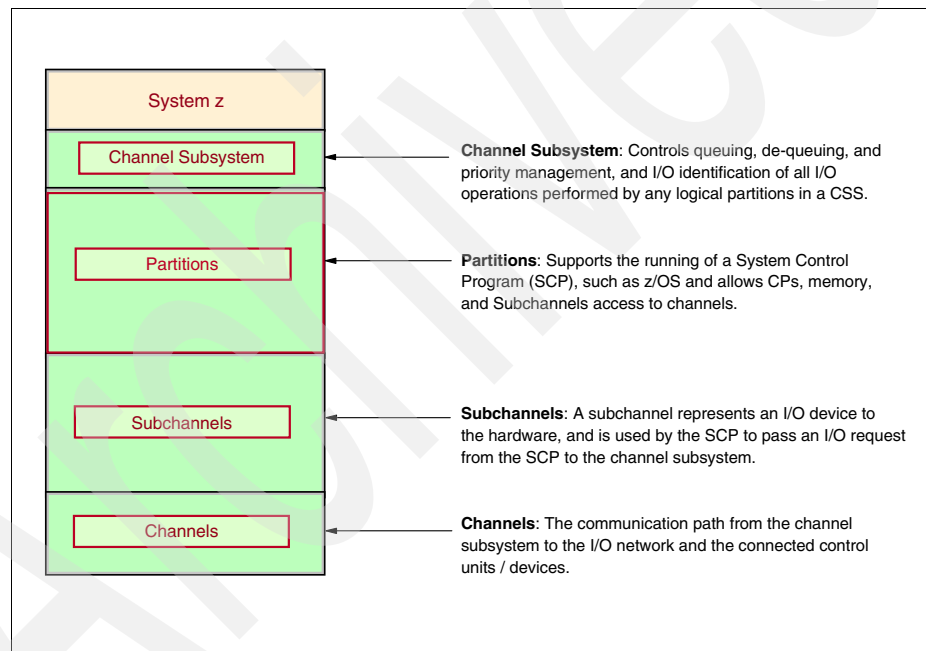 System z
Channel Subsystem
Channel Subsystem: Controls queuing, de-queuing, and
priority management, and I/O identification of all I/O
operations performed by any logical partitions in a CSS.
Partitions
Partitions: Supports the running of a System Control
Program (SCP), such as z/OS and allows CPs, memory,
and Subchannels access to channels.
Subchannels
Subchannels: A subchannel represents an I/O device to
the hardware, and is used by the SCP to pass an I/O request
from the SCP to the channel subsystem.
Channels
Channels: The communication path from the channel
subsystem to the I/O network and the connected control
units / devices.